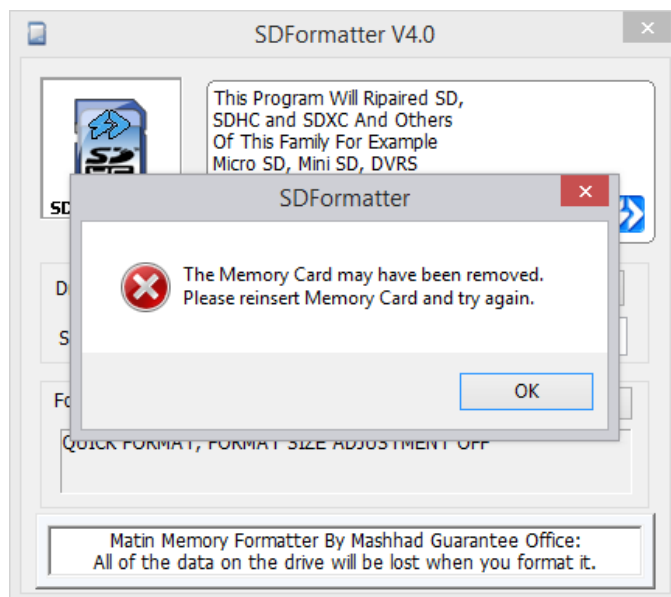 SDFormatter V4.0
This Program Will Ripaired SD,
SDHC and SDXC And Others
Of This Family For Example
Micro SD, Mini SD, DVRS
SDFormatter
The Memory Card may have been removed.
Please reinsert Memory Card and try again.
OK
QUICK FORMAT, FORMAT SIZE ADJUSTMENT OFF
Matin Memory Formatter By Mashhad Guarantee Office:
All of the data on the drive will be lost when you format it.